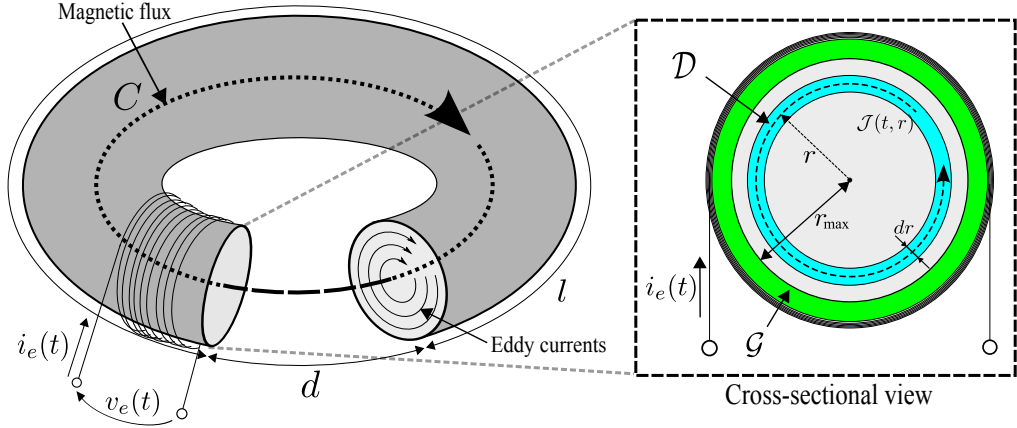 Magnetic flux
C
l
Eddy currents
d
i_e(t)
v_e(t)
𝒟
𝒥(t, r)
r
r_max
dr
i_e(t)
𝒢
Cross-sectional view